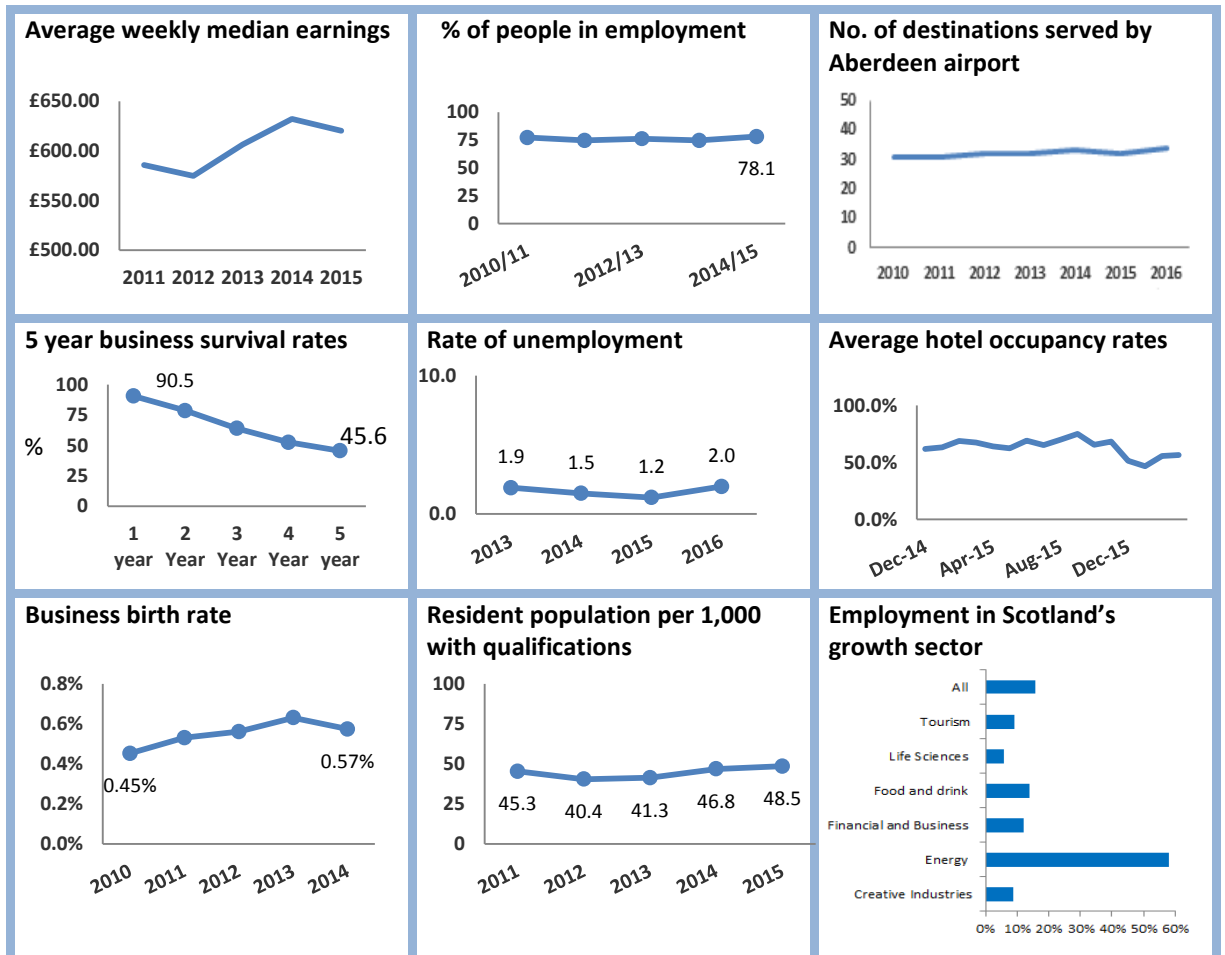 Average weekly median earnings
£650.00
£600.00
£550.00
£500.00
2011 2012 2013 2014 2015
% of people in employment
100
75
50
25
0
78.1
2010/11
2012/13
2014/15
No. of destinations served by
Aberdeen airport
50
40
30
20
10
0
2010 2011 2012 2013 2014 2015 2016
5 year business survival rates
%
100
75
50
25
0
90.5
45.6
1 2 3 4 5
year Year Year Year year
Rate of unemployment
10.0
0.0
1.9 1.5 1.2 2.0
2013 2014 2015 2016
Average hotel occupancy rates
100.0%
50.0%
0.0%
Dec-14 Apr-15 Aug-15 Dec-15
Business birth rate
0.8%
0.6%
0.4%
0.2%
0.0%
0.45%
0.57%
2010 2011 2012 2013 2014
Resident population per 1,000
with qualifications
100
75
50
25
0
45.3 40.4 41.3 46.8 48.5
2011 2012 2013 2014 2015
Employment in Scotland’s
growth sector
All
Tourism
Life Sciences
Food and drink
Financial and Business
Energy
Creative Industries
0% 10% 20% 30% 40% 50% 60%